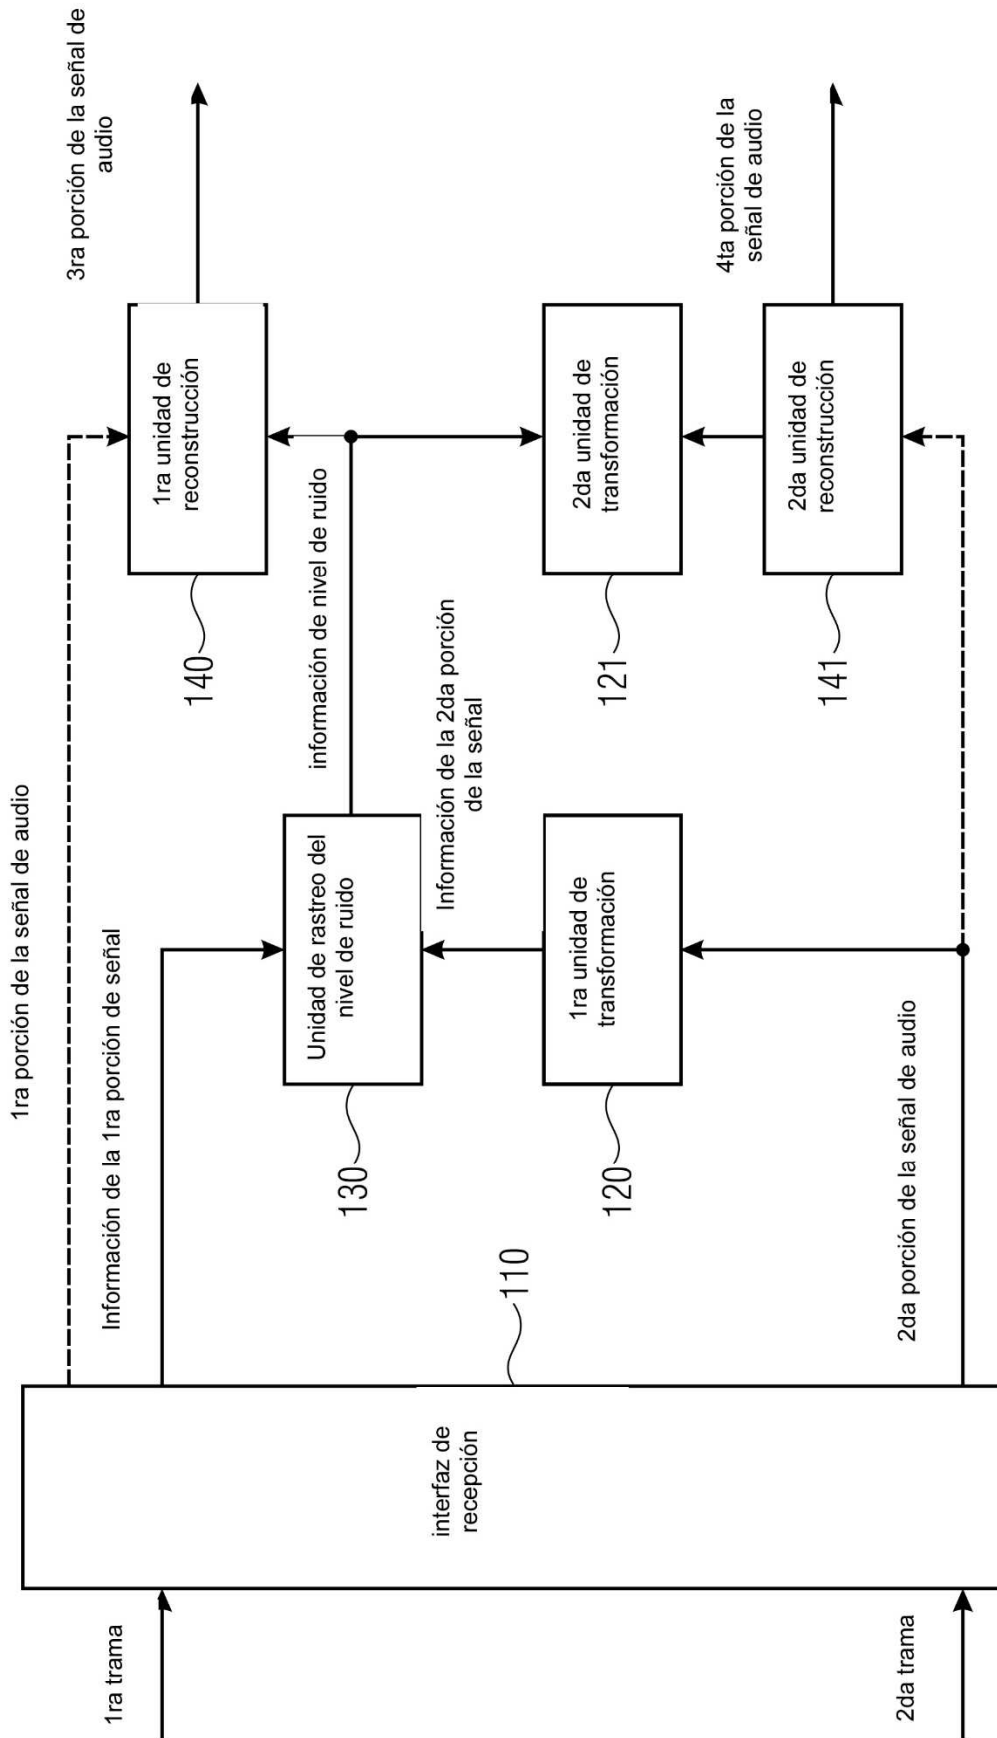 1ra trama
2da trama
interfaz de
recepción
110
1ra porción de la señal de audio
Información de la 1ra porción de señal
2da porción de la señal de audio
Unidad de rastreo del
nivel de ruido
130
1ra unidad de
transformación
120
Información de la 2da porción
de la señal
información de nivel de ruido
1ra unidad de
reconstrucción
140
2da unidad de
transformación
121
2da unidad de
reconstrucción
141
3ra porción de la señal de
audio
4ta porción de la
señal de audio